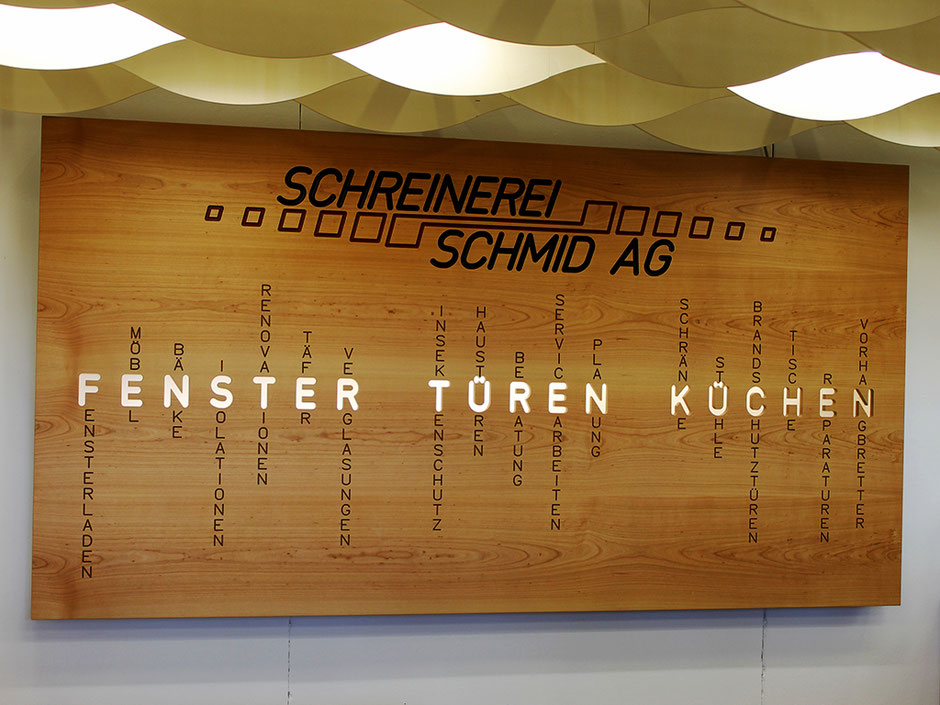 SCHREINEREI
SCHMID AG
FENSTER TÜREN KÜCHEN
FENSTERLADEN
MÖBEL
BÄNKE
ISOLATIONEN
RENOVATIONEN
TÄFER
VERGLASUNGEN
INSEKTENSCHUTZ
HAUSTÜREN
BERATUNG
SERVICEARBEITEN
PLANUNG
SCHRÄNKE
STÜHLE
BRANDSCHUTZTÜREN
TISCHE
REPARATUREN
VORHANGBRETTER